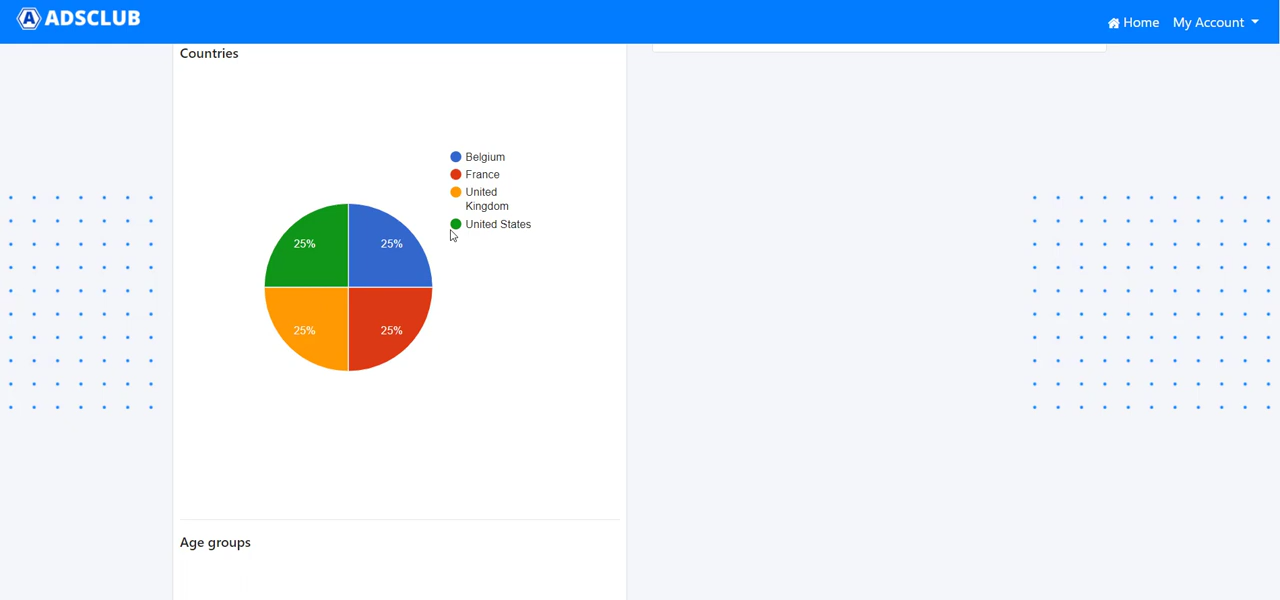 ADSCLUB
Home
My Account
Countries
Belgium
France
United
Kingdom
United States
25%
25%
25%
25%
Age groups